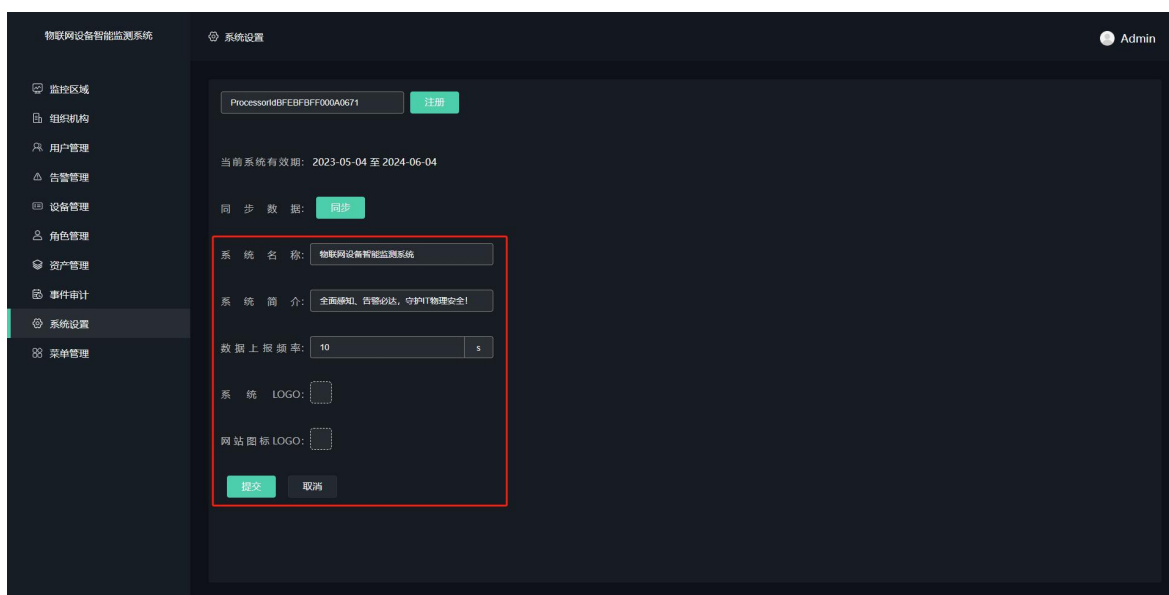 物联网设备智能监测系统
系统设置
Admin
监控区域
组织机构
用户管理
告警管理
设备管理
角色管理
资产管理
事件审计
系统设置
菜单管理
ProcessorIdBFEBFBFF000A0671 注册
当前系统有效期: 2023-05-04 至 2024-06-04
同步数据: 同步
系统名称: 物联网设备智能监测系统
系统简介: 全面感知、告警必达，守护IT物理安全！
数据上报频率: 10 s
系统 LOGO:
网站图标 LOGO:
提交 取消